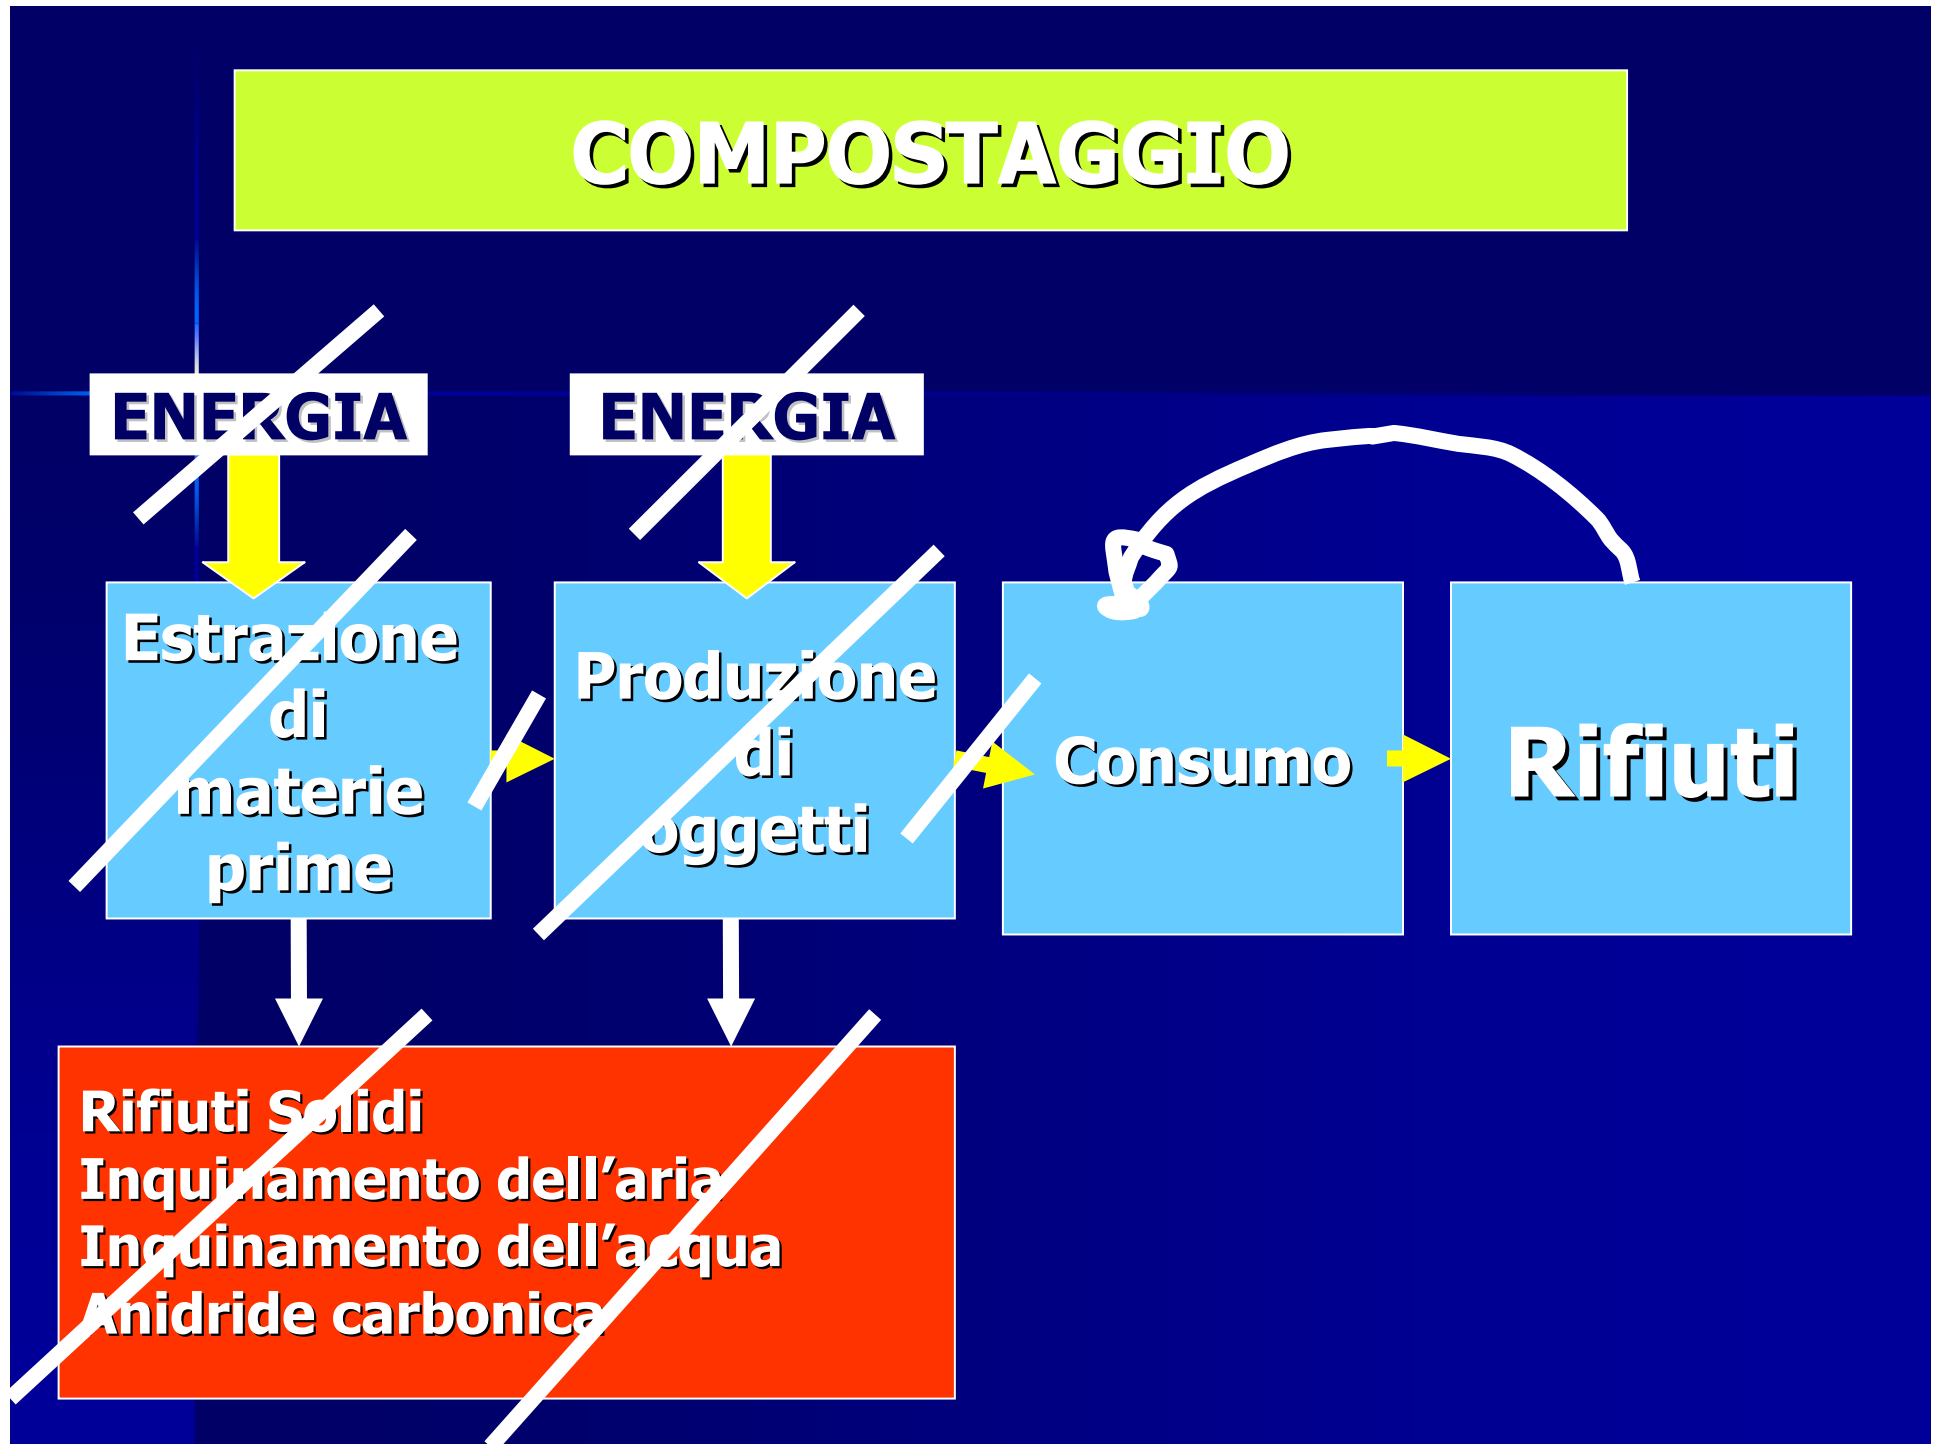 COMPOSTAGGIO
ENERGIA
ENERGIA
Estrazione
di
materie
prime
Produzione
di
oggetti
Consumo
Rifiuti
Rifiuti Solidi
Inquinamento dell’aria
Inquinamento dell’acqua
Anidride carbonica